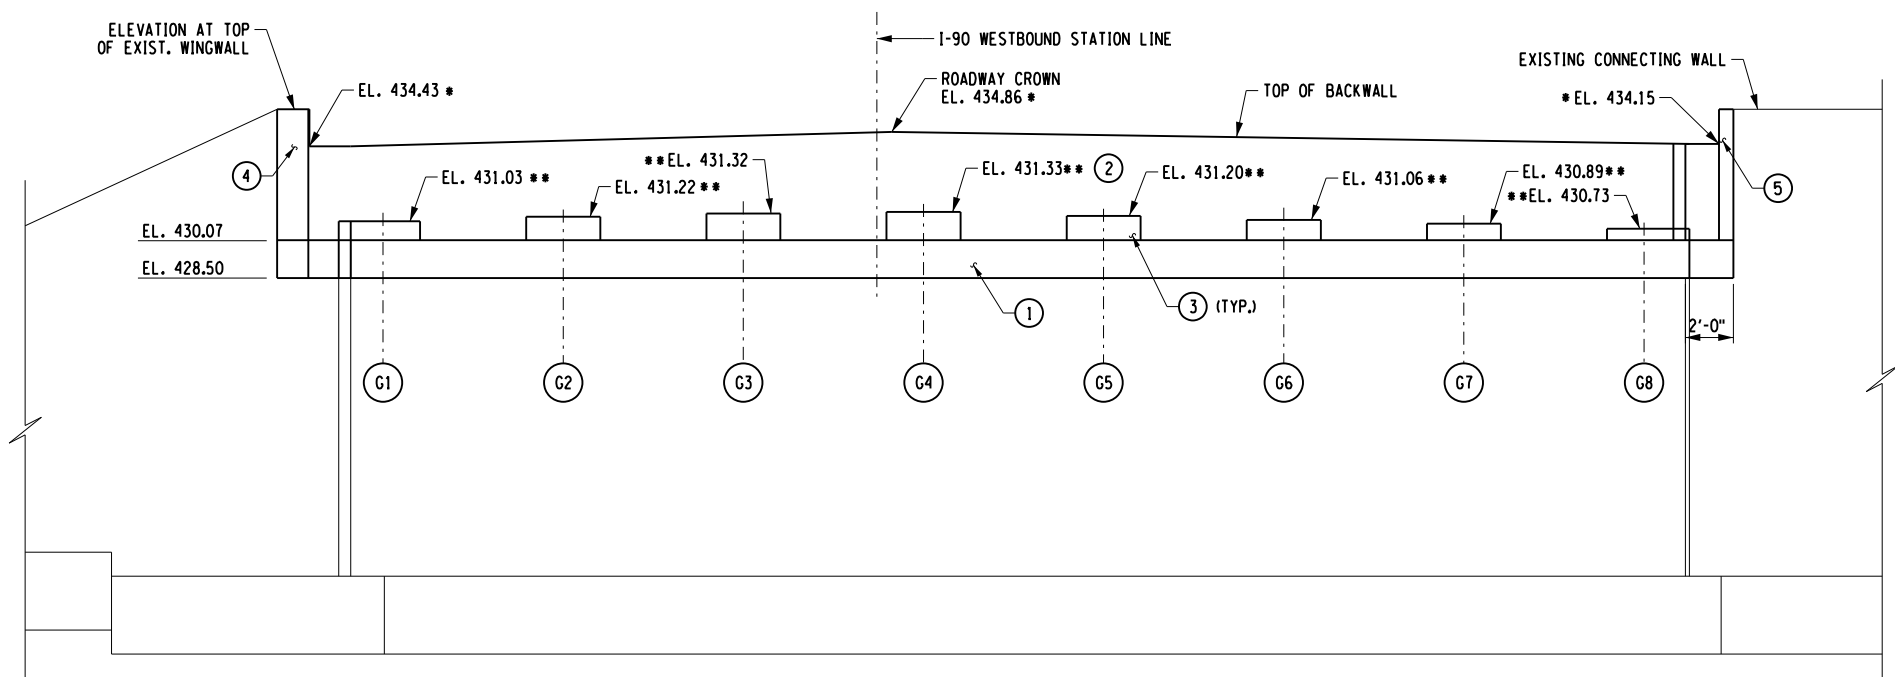 ELEVATION AT TOP
OF EXIST. WINGWALL
I-90 WESTBOUND STATION LINE
EXISTING CONNECTING WALL
ROADWAY CROWN
EL. 434.86 *
EL. 434.43 *
TOP OF BACKWALL
* EL. 434.15
4
**EL. 431.32
EL. 431.03 **
EL. 431.22 **
EL. 431.33**
2
EL. 431.20**
EL. 431.06 **
EL. 430.89**
**EL. 430.73
5
EL. 430.07
EL. 428.50
1
3 (TYP.)
2'-0"
G1
G2
G3
G4
G5
G6
G7
G8